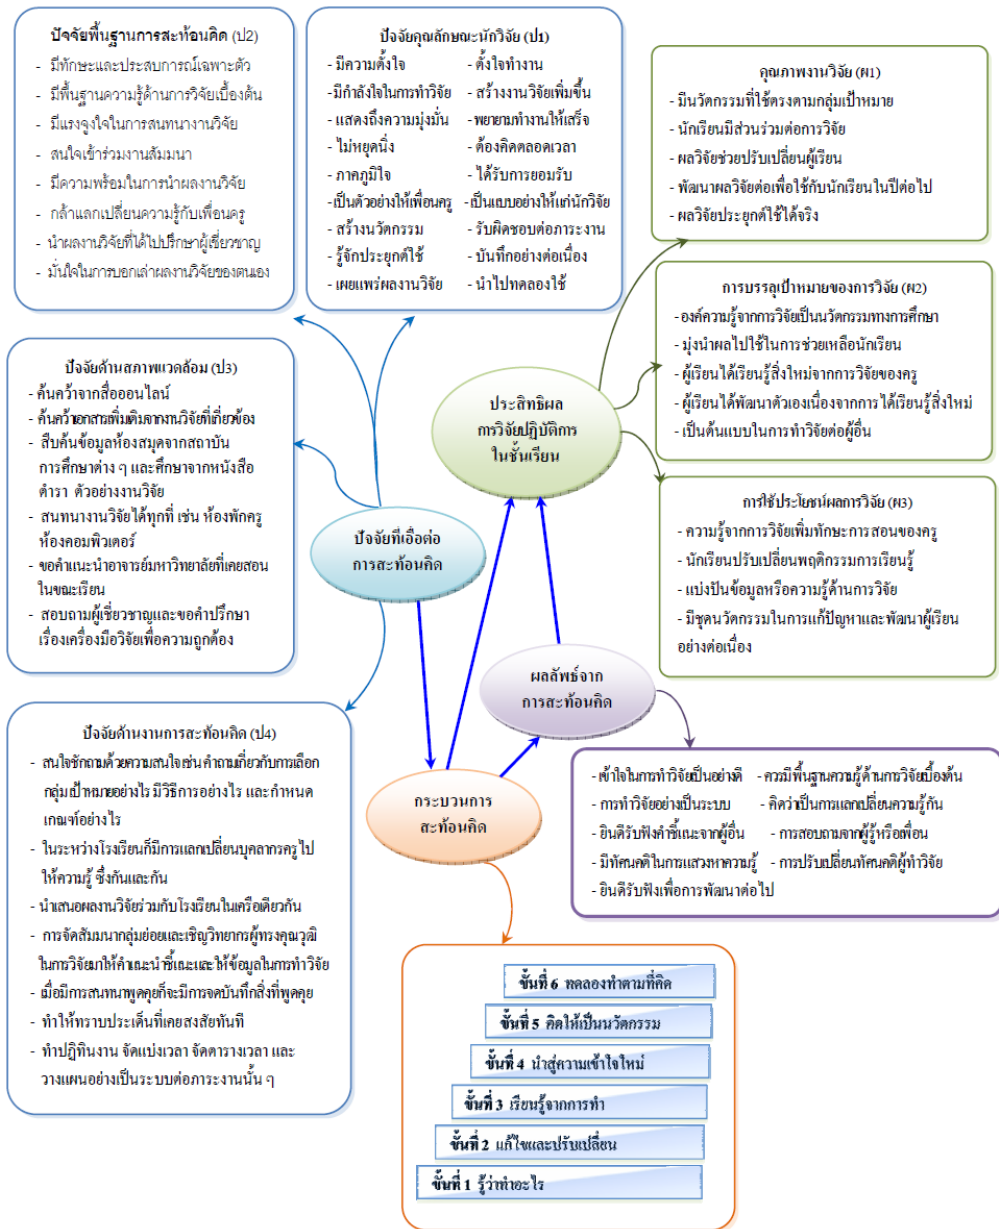 ปัจจัยพื้นฐานการสะท้อนคิด (ป2)
- มีทักษะและประสบการณ์เฉพาะตัว
- มีพื้นฐานความรู้ด้านการวิจัยเบื้องต้น
- มีแรงจูงใจในการสนทนางานวิจัย
- สนใจเข้าร่วมงานสัมมนา
- มีความพร้อมในการนำผลงานวิจัย
- กล้าแลกเปลี่ยนความรู้กับเพื่อนครู
- นำผลงานวิจัยที่ได้ไปปรึกษาผู้เชี่ยวชาญ
- มั่นใจในการบอกเล่าผลงานวิจัยของตนเอง
ปัจจัยคุณลักษณะนักวิจัย (ป1)
- มีความตั้งใจ - ตั้งใจทำงาน
-มีกำลังใจในการทำวิจัย - สร้างงานวิจัยเพิ่มขึ้น
- แสดงถึงความมุ่งมั่น - พยายามทำงานให้เสร็จ
- ไม่หยุดนิ่ง - ต้องคิดตลอดเวลา
- ภาคภูมิใจ - ได้รับการยอมรับ
-เป็นตัวอย่างให้เพื่อนครู -เป็นแบบอย่างให้แก่นักวิจัย
- สร้างนวัตกรรม - รับผิดชอบต่อภาระงาน
- รู้จักประยุกต์ใช้ - บันทึกอย่างต่อเนื่อง
- เผยแพร่ผลงานวิจัย - นำไปทดลองใช้
คุณภาพงานวิจัย (ผ1)
- มีนวัตกรรมที่ใช้ตรงตามกลุ่มเป้าหมาย
- นักเรียนมีส่วนร่วมต่อการวิจัย
- ผลวิจัยช่วยปรับเปลี่ยนผู้เรียน
- พัฒนาผลวิจัยต่อเพื่อใช้กับนักเรียนในปีต่อไป
- ผลวิจัยประยุกต์ใช้ได้จริง
การบรรลุเป้าหมายของการวิจัย (ผ2)
- องค์ความรู้จากการวิจัยเป็นนวัตกรรมทางการศึกษา
- มุ่งนำผลไปใช้ในการช่วยเหลือนักเรียน
- ผู้เรียนได้เรียนรู้สิ่งใหม่จากการวิจัยของครู
- ผู้เรียนได้พัฒนาตัวเองเนื่องจากการได้เรียนรู้สิ่งใหม่
- เป็นต้นแบบในการทำวิจัยต่อผู้อื่น
ปัจจัยด้านสภาพแวดล้อม (ป3)
- ค้นคว้าจากสื่อออนไลน์
- ค้นคว้าเอกสารเพิ่มเติมจากงานวิจัยที่เกี่ยวข้อง
- สืบค้นข้อมูลห้องสมุดจากสถาบัน
การศึกษาต่าง ๆ และศึกษาจากหนังสือ
ตำรา ตัวอย่างงานวิจัย
- สนทนางานวิจัยได้ทุกที่ เช่น ห้องพักครู
ห้องคอมพิวเตอร์
- ขอคำแนะนำอาจารย์มหาวิทยาลัยที่เคยสอน
ในขณะเรียน
- สอบถามผู้เชี่ยวชาญและขอคำปรึกษา
เรื่องเครื่องมือวิจัยเพื่อความถูกต้อง
ประสิทธิผล
การวิจัยปฏิบัติการ
ในชั้นเรียน
การใช้ประโยชน์ผลการวิจัย (ผ3)
- ความรู้จากการวิจัยเพิ่มทักษะการสอนของครู
- นักเรียนปรับเปลี่ยนพฤติกรรมการเรียนรู้
- แบ่งปันข้อมูลหรือความรู้ด้านการวิจัย
- มีชุดนวัตกรรมในการแก้ปัญหาและพัฒนาผู้เรียน
อย่างต่อเนื่อง
ปัจจัยที่เอื้อต่อ
การสะท้อนคิด
ผลลัพธ์จาก
การสะท้อนคิด
กระบวนการ
สะท้อนคิด
ปัจจัยด้านงานการสะท้อนคิด (ป4)
- สนใจซักถามด้วยความสนใจเช่น คำถามเกี่ยวกับการเลือก
กลุ่มเป้าหมายอย่างไร มีวิธีการอย่างไร และกำหนด
เกณฑ์อย่างไร
- ในระหว่างโรงเรียนก็มีการแลกเปลี่ยนบุคลากรครูไป
ให้ความรู้ ซึ่งกันและกัน
- นำเสนอผลงานวิจัยร่วมกับโรงเรียนในเครือเดียวกัน
- การจัดสัมมนากลุ่มย่อยและเชิญวิทยากรผู้ทรงคุณวุฒิ
ในการวิจัยมาให้คำแนะนำชี้แนะและให้ข้อมูลในการทำวิจัย
- เมื่อมีการสนทนาพูดคุยก็จะมีการจดบันทึกสิ่งที่พูดคุย
- ทำให้ทราบประเด็นที่เคยสงสัยทันที
- ทำปฏิทินงาน จัดแบ่งเวลา จัดตารางเวลา และ
วางแผนอย่างเป็นระบบต่อภาระงานนั้น ๆ
- เข้าใจในการทำวิจัยเป็นอย่างดี - ควรมีพื้นฐานความรู้ด้านการวิจัยเบื้องต้น
- การทำวิจัยอย่างเป็นระบบ - คิดว่าเป็นการแลกเปลี่ยนความรู้กัน
- ยินดีรับฟังคำชี้แนะจากผู้อื่น - การสอบถามจากผู้รู้หรือเพื่อน
- มีทัศนคติในการแสวงหาความรู้ - การปรับเปลี่ยนทัศนคติผู้ทำวิจัย
- ยินดีรับฟังเพื่อการพัฒนาต่อไป
ขั้นที่ 6 ทดลองทำตามที่คิด
ขั้นที่ 5 คิดให้เป็นนวัตกรรม
ขั้นที่ 4 นำสู่ความเข้าใจใหม่
ขั้นที่ 3 เรียนรู้จากการทำ
ขั้นที่ 2 แก้ไขและปรับเปลี่ยน
ขั้นที่ 1 รู้ว่าทำอะไร